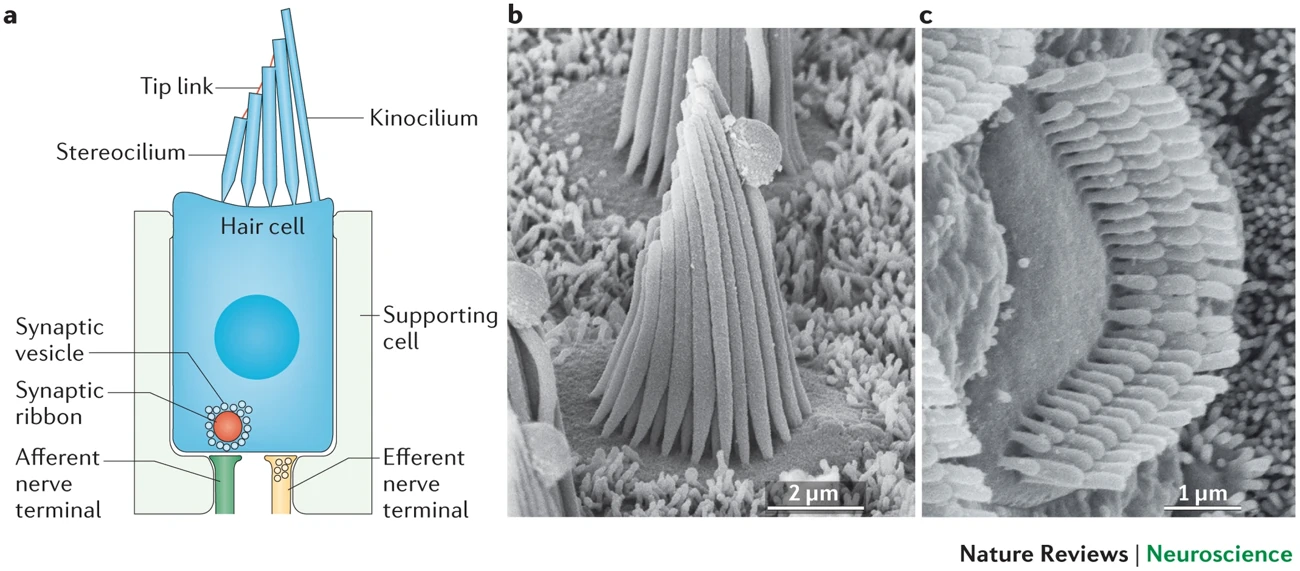 a
Tip link
Kinocilium
Stereocilium
Hair cell
Synaptic
vesicle
Supporting
cell
Synaptic
ribbon
Afferent
nerve
terminal
Efferent
nerve
terminal
b
2 μm
c
1 μm
Nature Reviews | Neuroscience